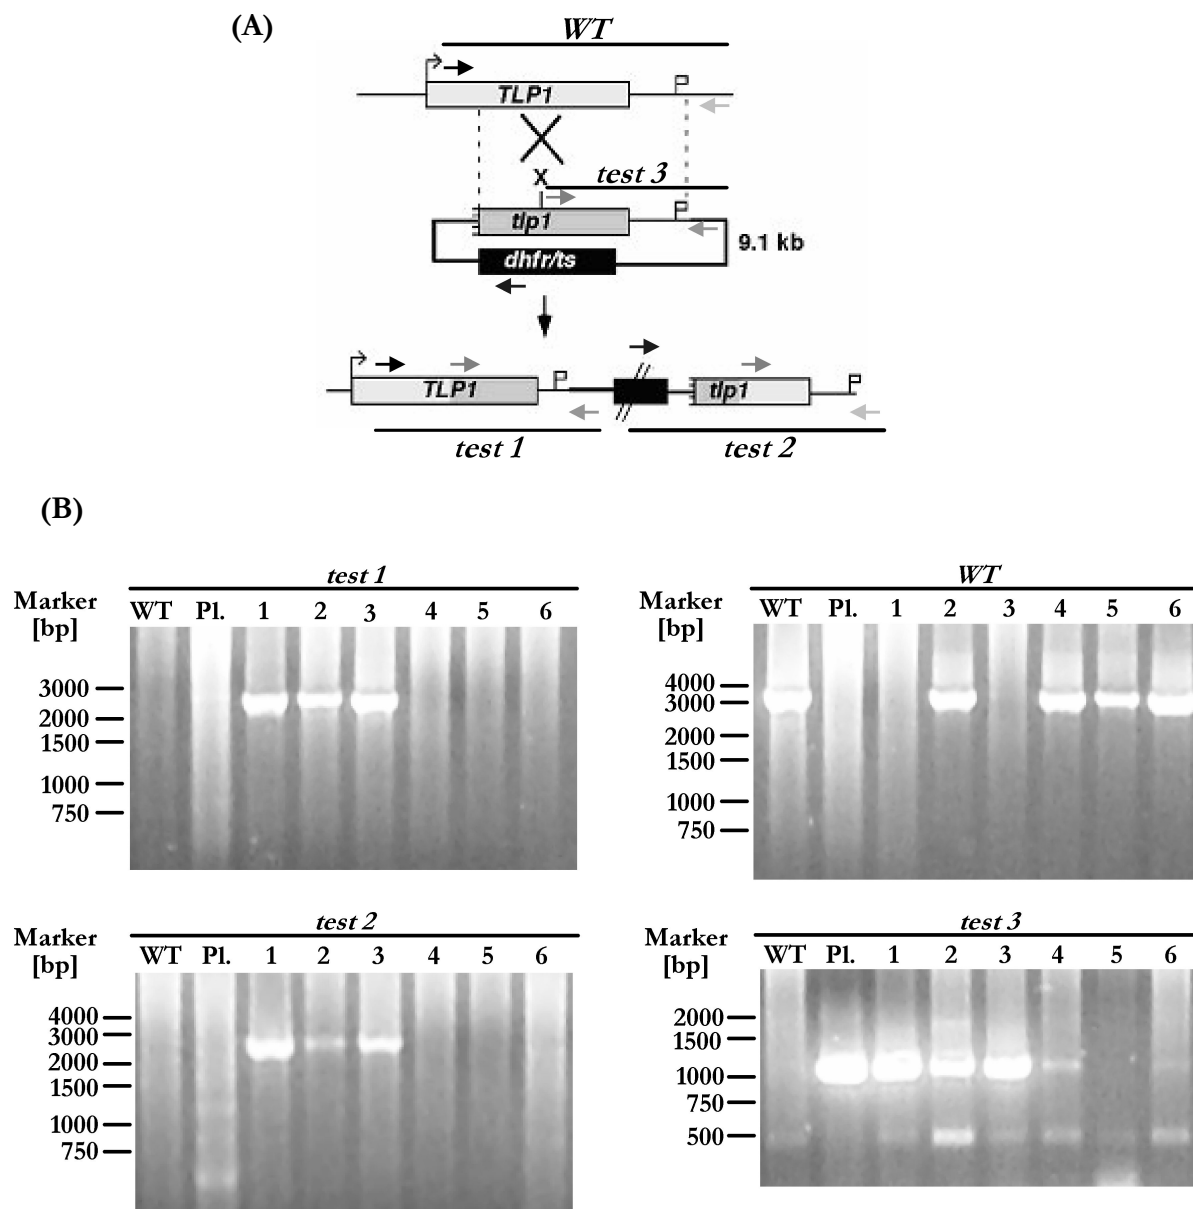 (A)
WT
TLP1
X
test 3
tlp1
9.1 kb
dhfr/ts
TLP1
tlp1
test 1
test 2
(B)
test 1
Marker
[bp]
WT Pl. 1 2 3 4 5 6
3000
2000
1500
1000
750
WT
Marker
[bp]
WT Pl. 1 2 3 4 5 6
4000
3000
2000
1500
1000
750
test 2
Marker
[bp]
WT Pl. 1 2 3 4 5 6
4000
3000
2000
1500
1000
750
test 3
Marker
[bp]
WT Pl. 1 2 3 4 5 6
2000
1500
1000
750
500